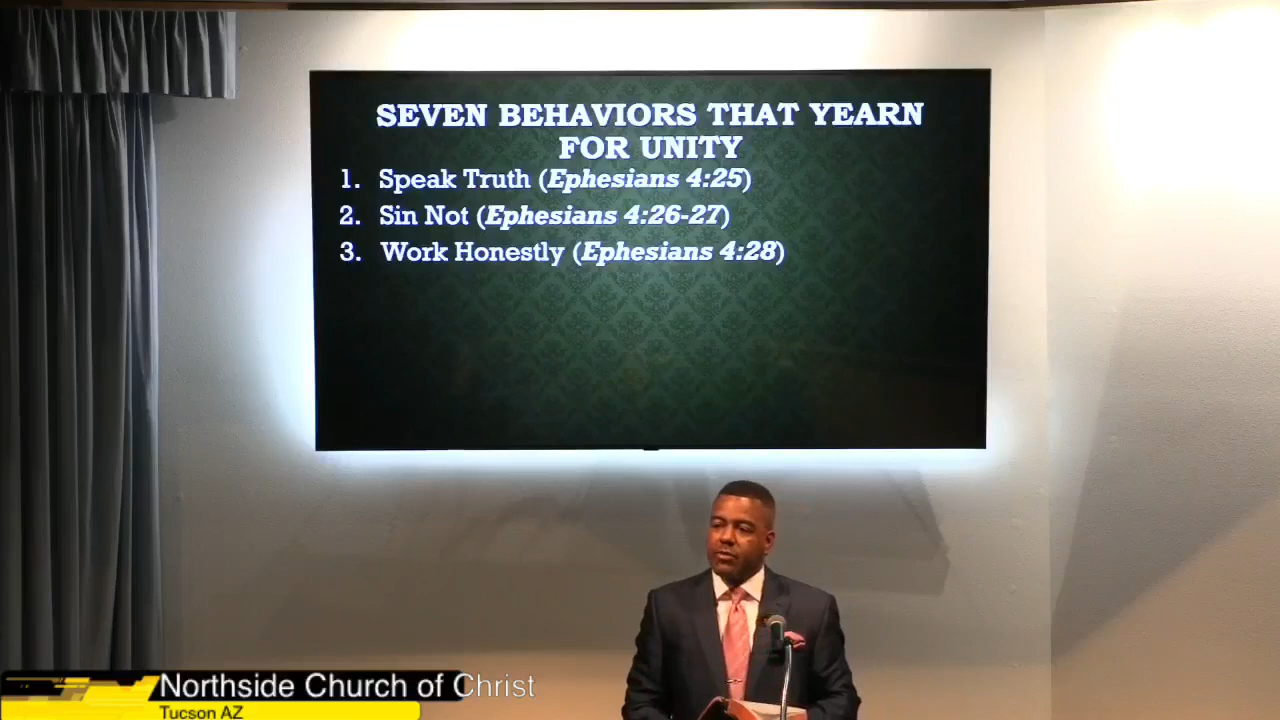 SEVEN BEHAVIORS THAT YEARN
FOR UNITY
1. Speak Truth (Ephesians 4:25)
2. Sin Not (Ephesians 4:26-27)
3. Work Honestly (Ephesians 4:28)
Northside Church of Christ
Tucson AZ